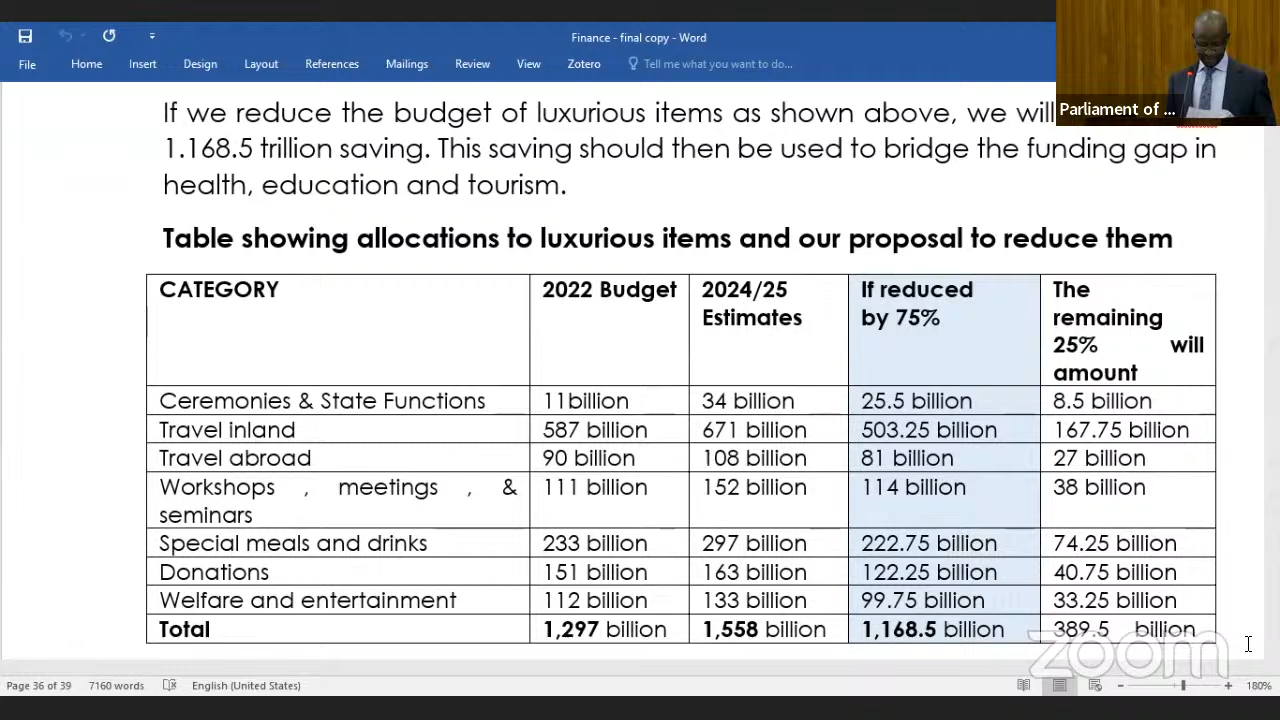 Finance - final copy - Word
File Home Insert Design Layout References Mailings Review View Zotero Tell me what you want to do...
Parliament of ...
If we reduce the budget of luxurious items as shown above, we will
1.168.5 trillion saving. This saving should then be used to bridge the funding gap in
health, education and tourism.
Table showing allocations to luxurious items and our proposal to reduce them
CATEGORY 2022 Budget 2024/25 Estimates If reduced by 75% The remaining 25% will amount
Ceremonies & State Functions 11billion 34 billion 25.5 billion 8.5 billion
Travel inland 587 billion 671 billion 503.25 billion 167.75 billion
Travel abroad 90 billion 108 billion 81 billion 27 billion
Workshops , meetings , & seminars 111 billion 152 billion 114 billion 38 billion
Special meals and drinks 233 billion 297 billion 222.75 billion 74.25 billion
Donations 151 billion 163 billion 122.25 billion 40.75 billion
Welfare and entertainment 112 billion 133 billion 99.75 billion 33.25 billion
Total 1,297 billion 1,558 billion 1,168.5 billion 389.5 billion
zoom
Page 36 of 39 7160 words English (United States) 180%